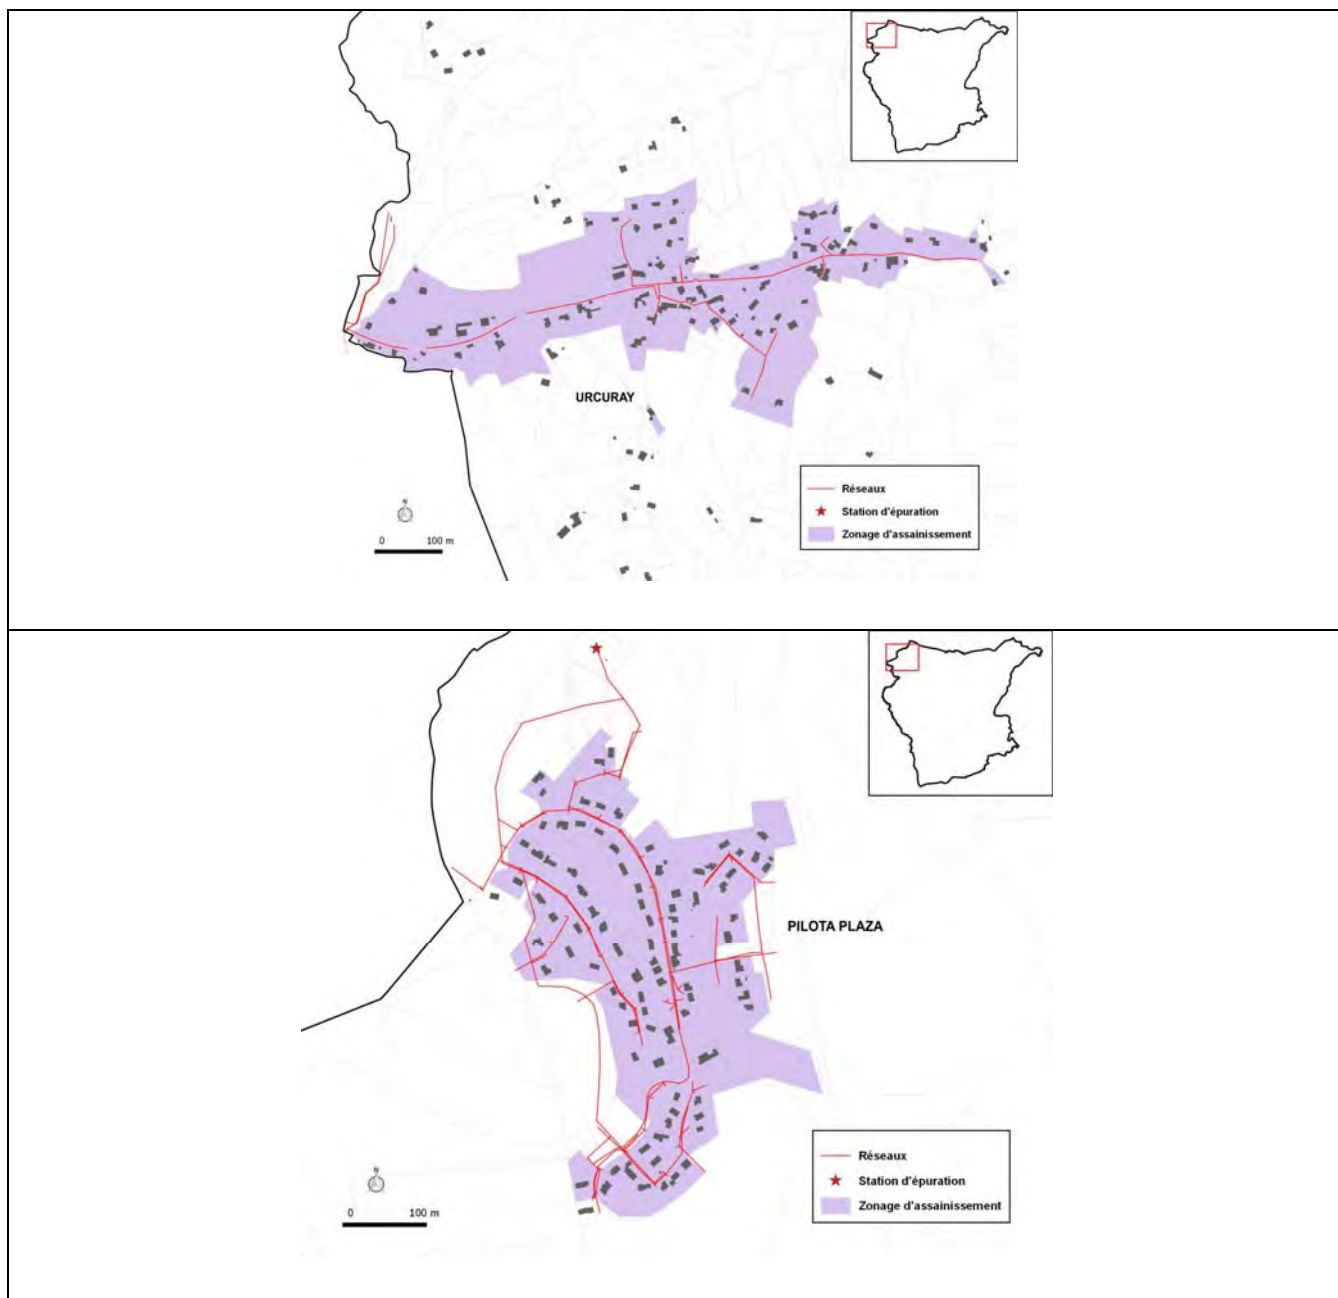 URCURAY
Réseaux
Station d'épuration
Zonage d'assainissement
N
0 100 m
PILOTA PLAZA
Réseaux
Station d'épuration
Zonage d'assainissement
N
0 100 m